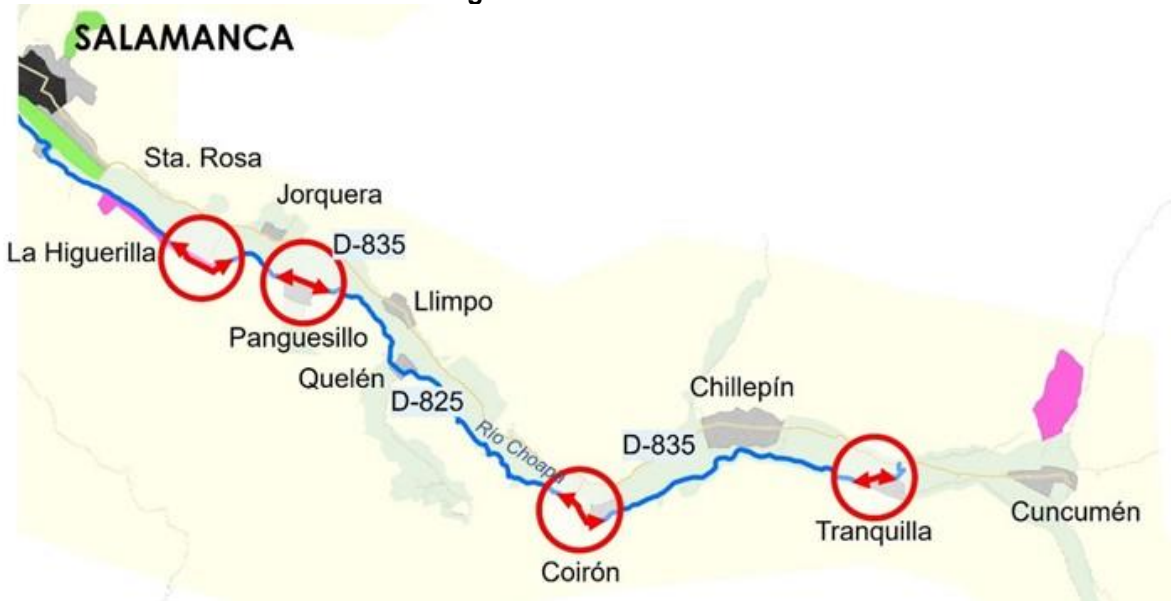 SALAMANCA
Sta. Rosa
Jorquera
La Higuerilla
D-835
Llimpo
Panguesillo
Quelén
D-825
Chillepín
Río Choapa
D-835
Cuncumén
Tranquilla
Coirón